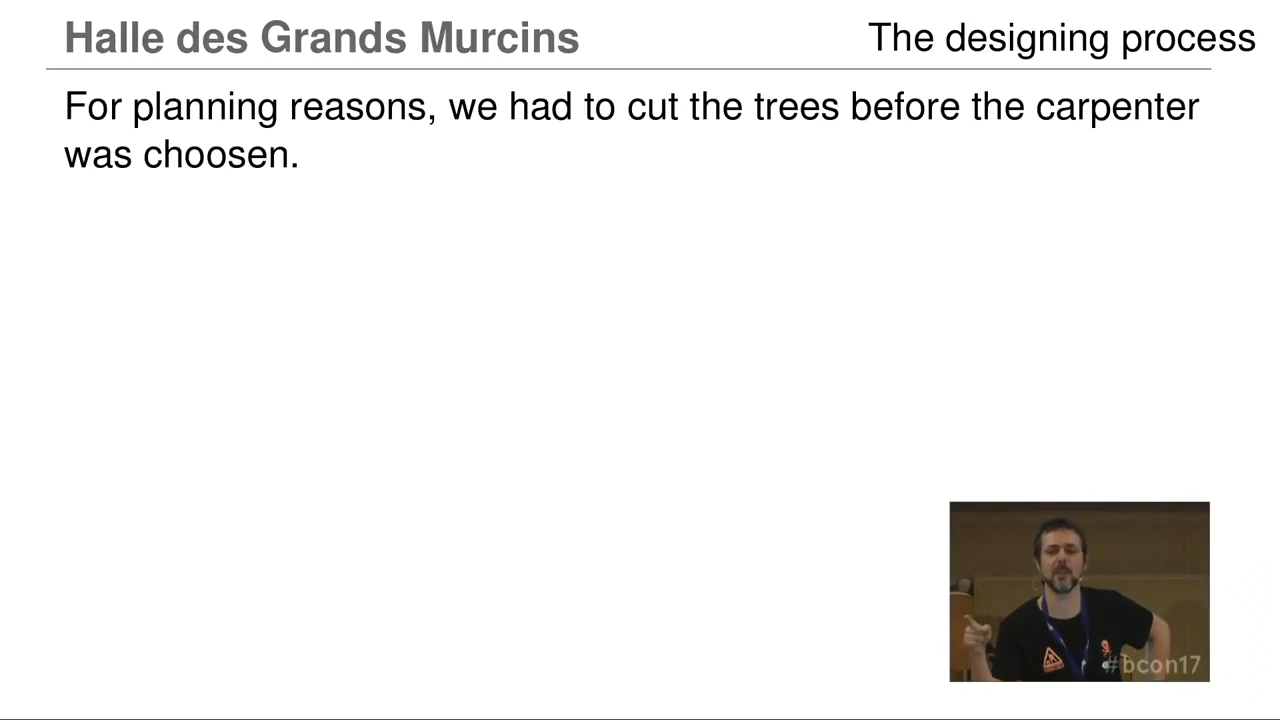 Halle des Grands Murcins
The designing process
For planning reasons, we had to cut the trees before the carpenter
was choosen.
#bcon17